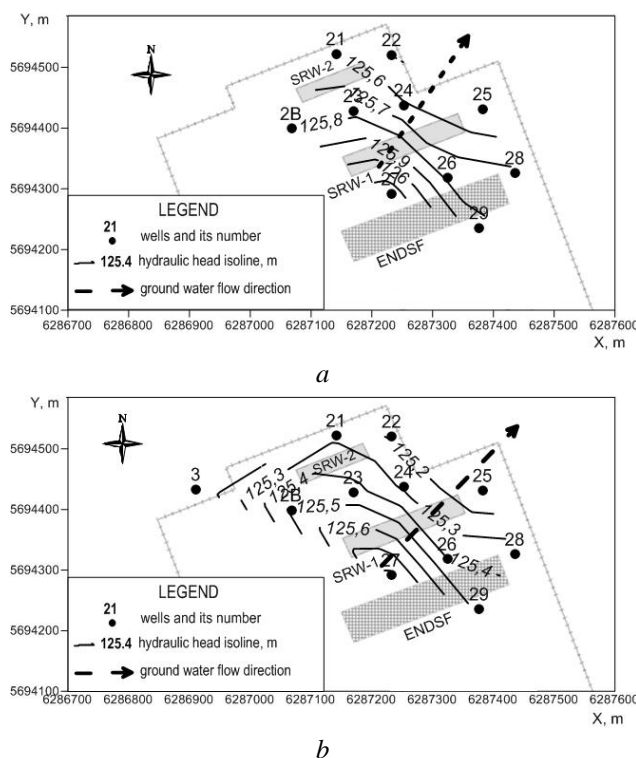 Y, m
N
21
22
5694500
SRW-2
125,6
24
25
125,7
23
2B
125,8
5694400
125,9
26
28
126
SRW-1
27
5694300
29
ENDSF
LEGEND
21 wells and its number
125.4 hydraulic head isoline, m
ground water flow direction
5694200
5694100
6286700 6286800 6286900 6287000 6287100 6287200 6287300 6287400 6287500 6287600
X, m
a
Y, m
N
21
22
5694500
3
SRW-2
125,2
24
25
125,3
125,4
23
2B
125,5
5694400
125,3
125,6
26
28
125,4
SRW-1
27
5694300
29
ENDSF
LEGEND
21 wells and its number
125.4 hydraulic head isoline, m
ground water flow direction
5694200
5694100
6286700 6286800 6286900 6287000 6287100 6287200 6287300 6287400 6287500 6287600
X, m
b